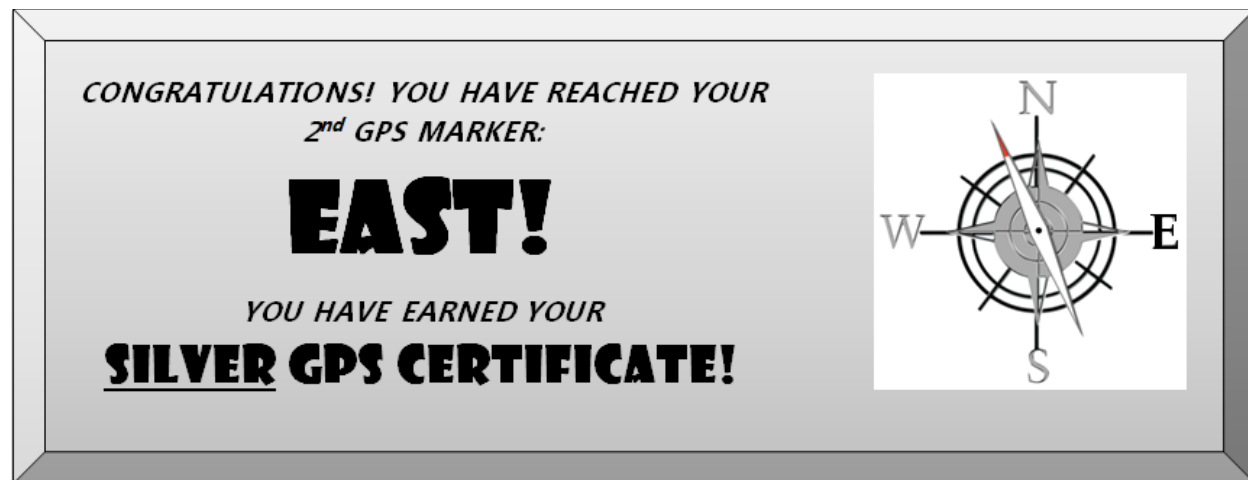 CONGRATULATIONS! YOU HAVE REACHED YOUR
2nd GPS MARKER:
EAST!
YOU HAVE EARNED YOUR
SILVER GPS CERTIFICATE!
N
W
E
S